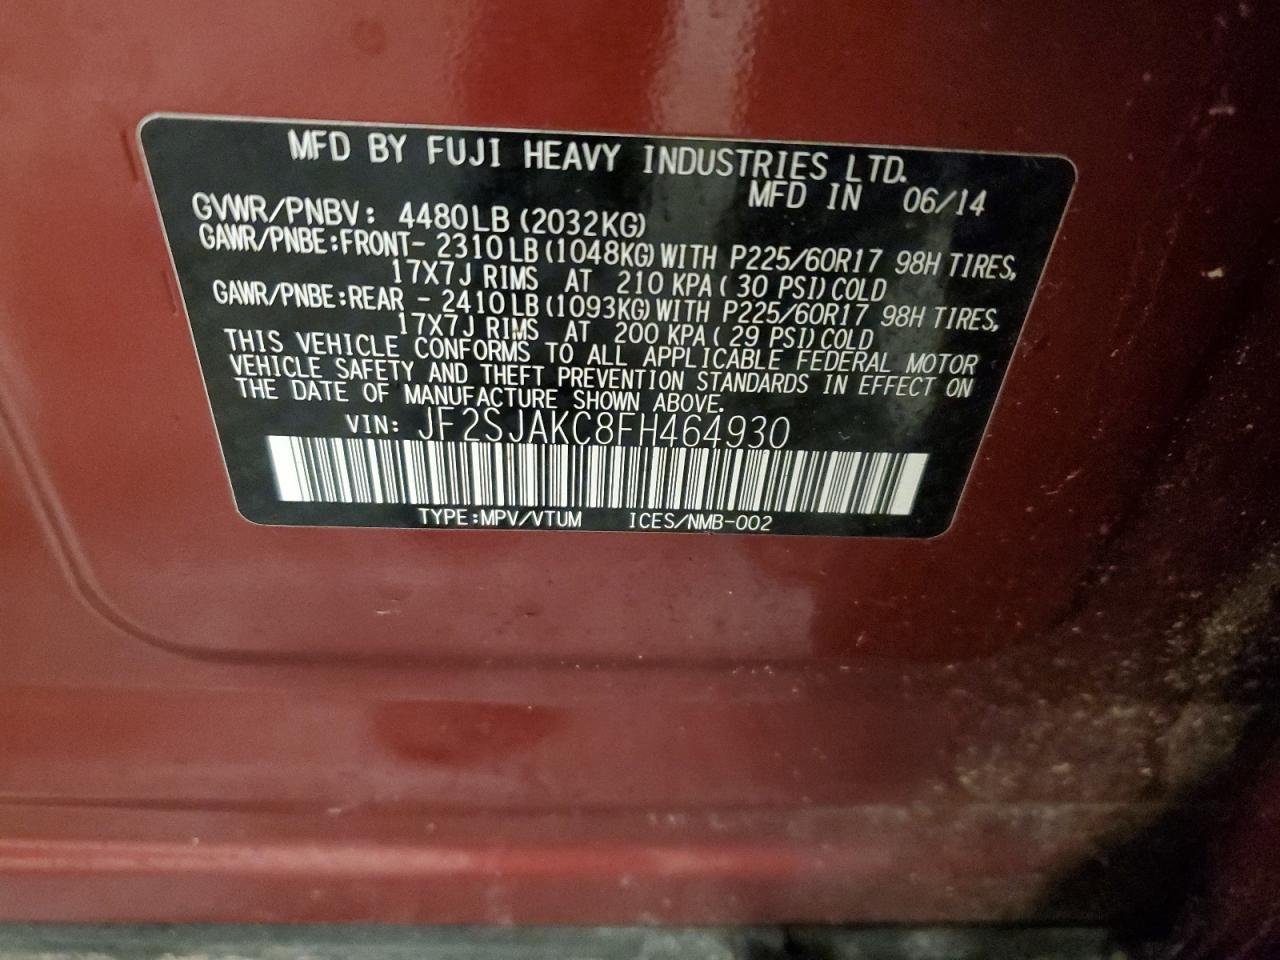 MFD BY FUJI HEAVY INDUSTRIES LTD.
MFD IN 06/14
GVWR/PNBV: 4480LB (2032KG)
GAWR/PNBE:FRONT- 2310LB (1048KG) WITH P225/60R17 98H TIRES,
17X7J RIMS AT 210 KPA( 30 PSI) COLD
GAWR/PNBE:REAR - 2410LB (1093KG) WITH P225/60R17 98H TIRES,
17X7J RIMS AT 200 KPA( 29 PSI) COLD
THIS VEHICLE CONFORMS TO ALL APPLICABLE FEDERAL MOTOR
VEHICLE SAFETY AND THEFT PREVENTION STANDARDS IN EFFECT ON
THE DATE OF MANUFACTURE SHOWN ABOVE.
VIN: JF2SJAKC8FH464930
TYPE:MPV/VTUM ICES/NMB-002